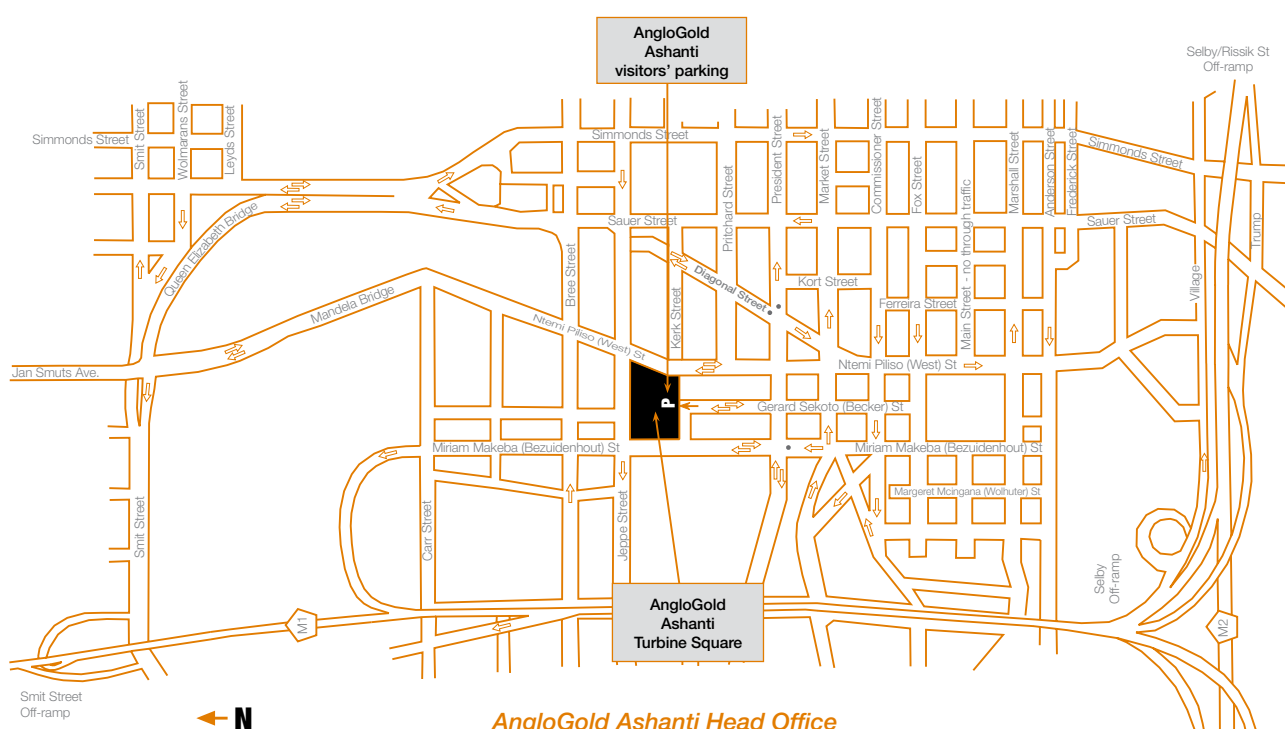 AngloGold
Ashanti
visitors' parking
Selby/Rissik St
Off-ramp
Simmonds Street
Smit Street
Wolmarans Street
Leyds Street
Simmonds Street
President Street
Market Street
Commissioner Street
Fox Street
Marshall Street
Anderson Street
Frederick Street
Simmonds Street
Sauer Street
Pritchard Street
Main Street - no through traffic
Sauer Street
Trump
Queen Elizabeth Bridge
Bree Street
Diagonal Street
Kort Street
Village
Mandela Bridge
Ferreira Street
Ntemi Piliso (West) St
Kerk Street
Jan Smuts Ave.
Ntemi Piliso (West) St
P
Gerard Sekoto (Becker) St
Miriam Makeba (Bezuidenhout) St
Miriam Makeba (Bezuidenhout) St
Margeret Mcingana (Wolhuter) St
Smit Street
Carr Street
Jeppe Street
Selby
Off-ramp
AngloGold
Ashanti
Turbine Square
M1
M2
Smit Street
Off-ramp
N
AngloGold Ashanti Head Office